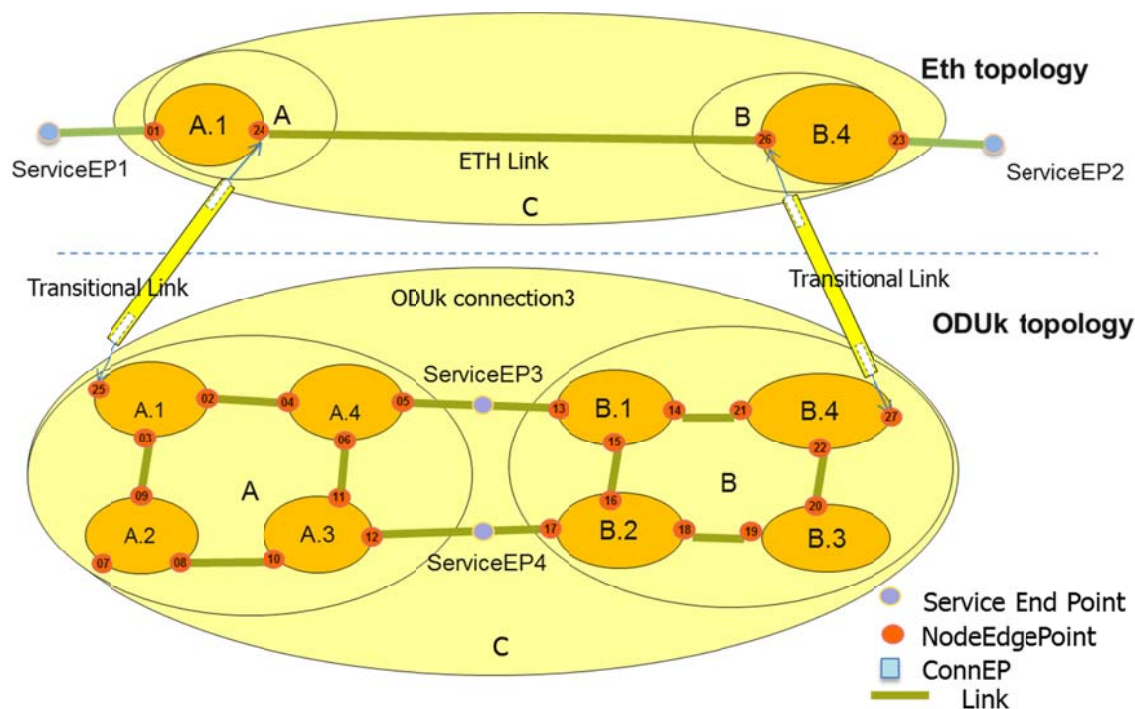 Eth topology
A.1
A
B
B.4
01
24
26
23
ServiceEP1
ETH Link
ServiceEP2
C
Transitional Link
Transitional Link
ODUk connection3
ODUk topology
ServiceEP3
25
A.1
02
04
A.4
05
13
B.1
14
21
B.4
27
03
06
15
22
A
B
09
11
16
20
A.2
A.3
12
17
B.2
18
19
B.3
07
08
10
ServiceEP4
Service End Point
NodeEdgePoint
C
ConnEP
Link